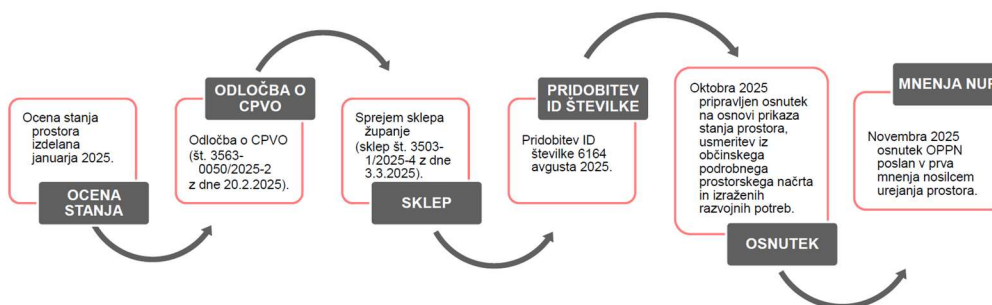 Ocena stanja
prostora
izdelana
januarja 2025.
OCENA
STANJA
ODLOČBA O
CPVO
Odločba o CPVO
(št. 3563-
0050/2025-2
z dne 20.2.2025).
Sprejem sklepa
županje
(sklep št. 3503-
1/2025-4 z dne
3.3.2025).
SKLEP
PRIDOBITEV
ID ŠTEVILKE
Pridobitev ID
številke 6164
avgusta 2025.
Oktobra 2025
pripravljen osnutek
na osnovi prikaza
stanja prostora,
usmeritev iz
občinskega
podrobnega
prostorskega načrta
in izraženih
razvojnih potreb.
OSNUTEK
MNENJA NUP
Novembra 2025
osnutek OPPN
poslan v prva
mnenja nosilcem
urejanja prostora.